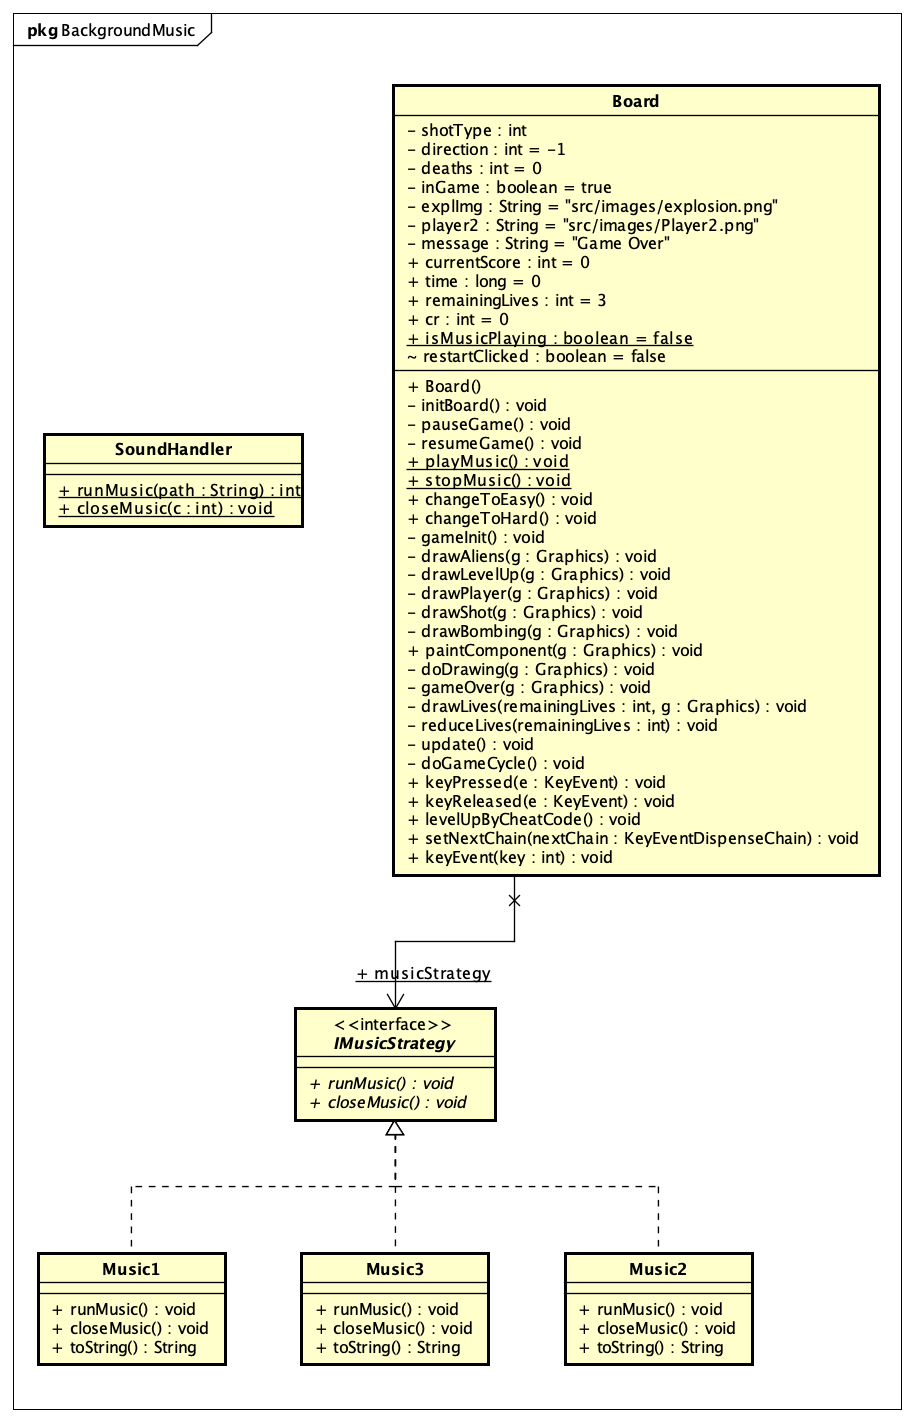 pkg BackgroundMusic
Board
- shotType : int
- direction : int = -1
- deaths : int = 0
- inGame : boolean = true
- explImg : String = "src/images/explosion.png"
- player2 : String = "src/images/Player2.png"
- message : String = "Game Over"
+ currentScore : int = 0
+ time : long = 0
+ remainingLives : int = 3
+ cr : int = 0
+ isMusicPlaying : boolean = false
~ restartClicked : boolean = false
+ Board()
- initBoard() : void
- pauseGame() : void
- resumeGame() : void
+ playMusic() : void
+ stopMusic() : void
+ changeToEasy() : void
+ changeToHard() : void
- gameInit() : void
- drawAliens(g : Graphics) : void
- drawLevelUp(g : Graphics) : void
- drawPlayer(g : Graphics) : void
- drawShot(g : Graphics) : void
- drawBombing(g : Graphics) : void
+ paintComponent(g : Graphics) : void
- doDrawing(g : Graphics) : void
- gameOver(g : Graphics) : void
- drawLives(remainingLives : int, g : Graphics) : void
- reduceLives(remainingLives : int) : void
- update() : void
- doGameCycle() : void
+ keyPressed(e : KeyEvent) : void
+ keyReleased(e : KeyEvent) : void
+ levelUpByCheatCode() : void
+ setNextChain(nextChain : KeyEventDispenseChain) : void
+ keyEvent(key : int) : void
SoundHandler
+ runMusic(path : String) : int
+ closeMusic(c : int) : void
+ musicStrategy
<<interface>>
IMusicStrategy
+ runMusic() : void
+ closeMusic() : void
Music1
+ runMusic() : void
+ closeMusic() : void
+ toString() : String
Music3
+ runMusic() : void
+ closeMusic() : void
+ toString() : String
Music2
+ runMusic() : void
+ closeMusic() : void
+ toString() : String